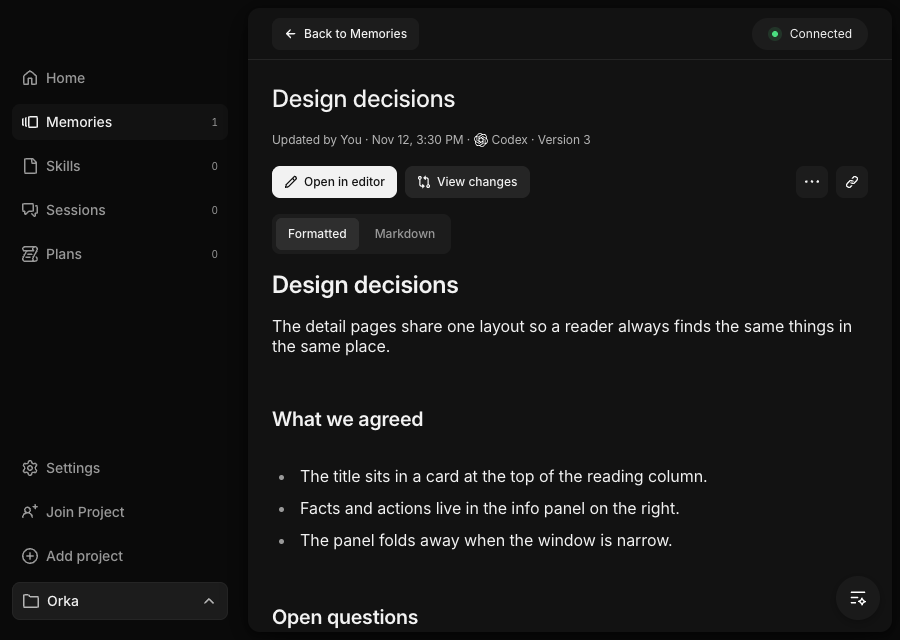 Back to Memories
Connected
Home
Memories 1
Skills 0
Sessions 0
Plans 0
Settings
Join Project
Add project
Orka
Design decisions
Updated by You · Nov 12, 3:30 PM · Codex · Version 3
Open in editor
View changes
Formatted
Markdown
Design decisions
The detail pages share one layout so a reader always finds the same things in
the same place.
What we agreed
• The title sits in a card at the top of the reading column.
• Facts and actions live in the info panel on the right.
• The panel folds away when the window is narrow.
Open questions